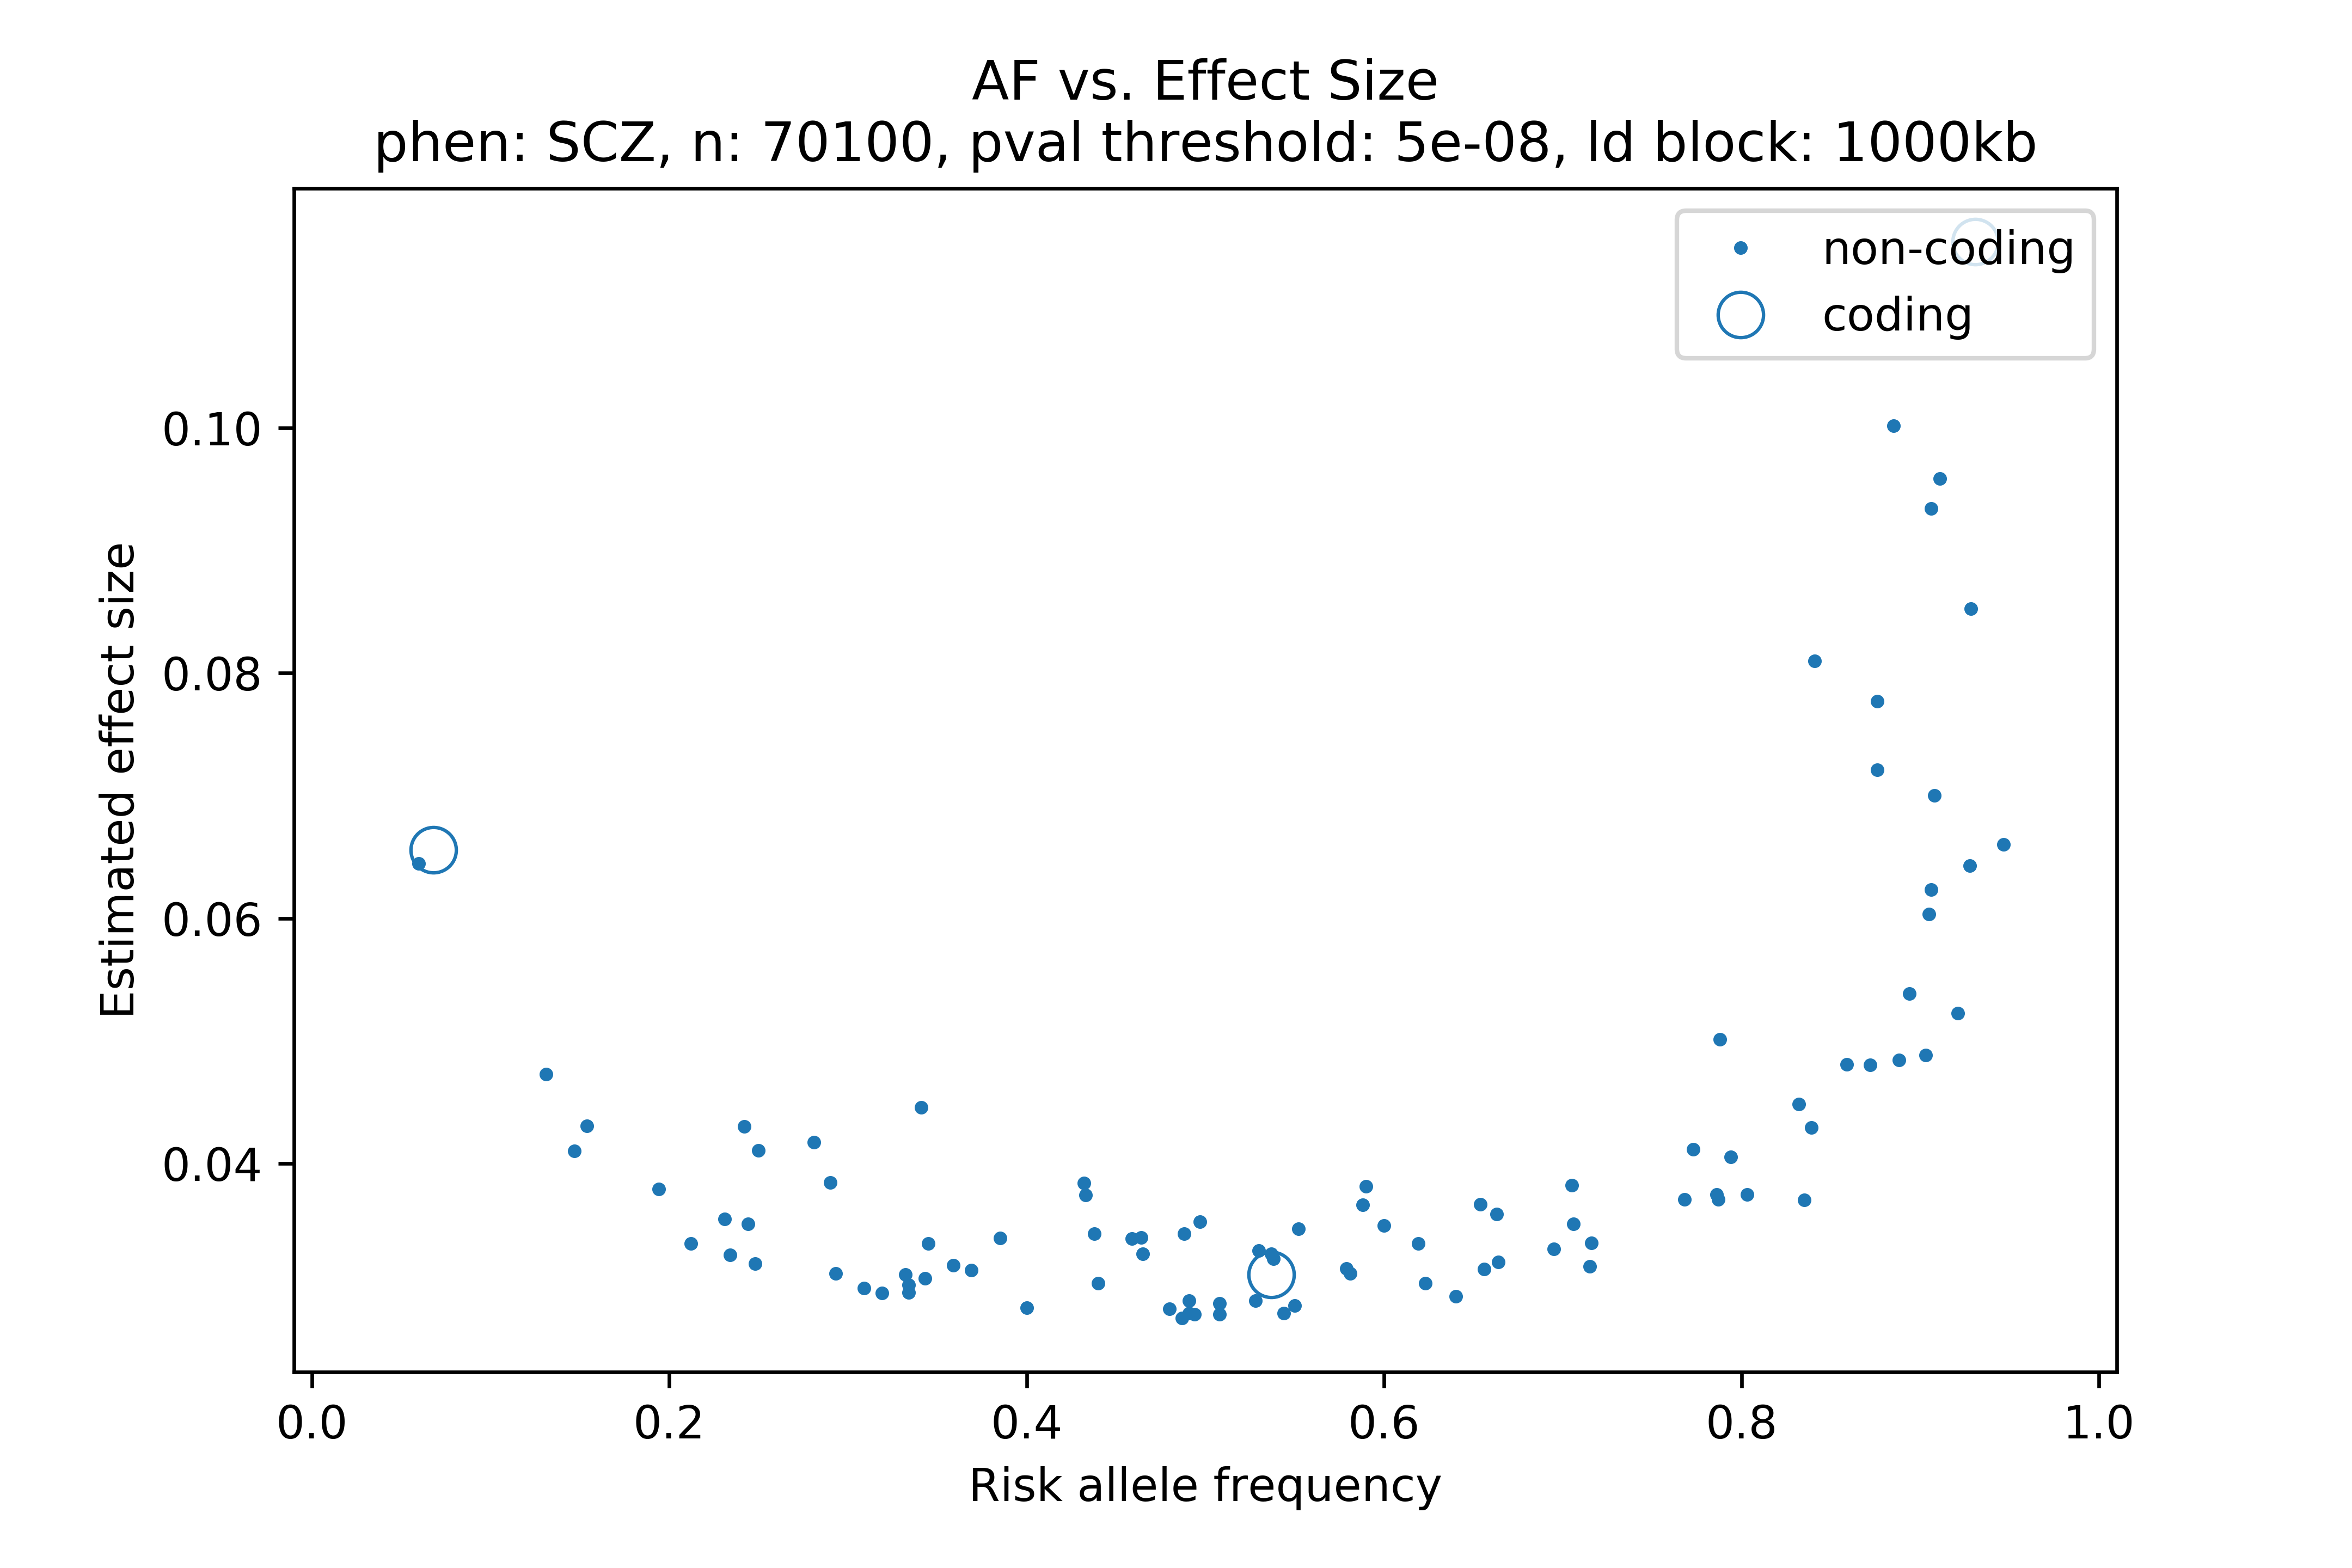 AF vs. Effect Size
phen: SCZ, n: 70100, pval threshold: 5e-08, ld block: 1000kb
non-coding
coding
0.10
0.08
0.06
0.04
Estimated effect size
0.0 0.2 0.4 0.6 0.8 1.0
Risk allele frequency